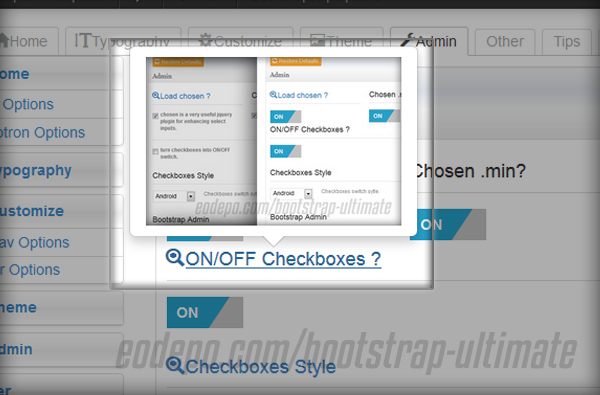 Home
Typography
Customize
Theme
Admin
Other
Tips
Restore Defaults
Admin
Load chosen ?
chosen is a very useful jquery
plugin for enhancing select
inputs.
turn checkboxes into ON/OFF
switch.
Checkboxes Style
Android
Checkboxes switch sytle.
Bootstrap Admin
Restore Defaults
Admin
Load chosen ?
Chosen .m
ON
ON
ON/OFF Checkboxes ?
ON
Checkboxes Style
Android
Checkboxes switch sytle.
Bootstrap Admin
eodepo.com/bootstrap-ultimate
ome
Options
otron Options
ypography
ustomize
av Options
r Options
heme
dmin
er
Chosen .min?
ON
ON/OFF Checkboxes ?
ON
Checkboxes Style
eodepo.com/bootstrap-ultimate